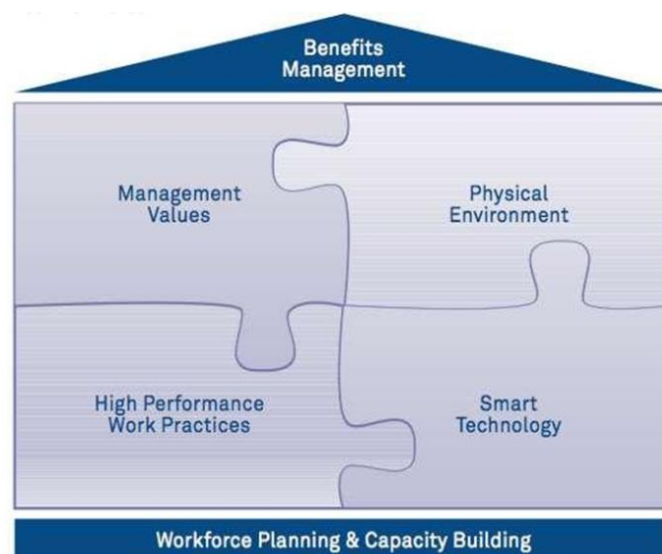 Benefits
Management
Management
Values
Physical
Environment
High Performance
Work Practices
Smart
Technology
Workforce Planning & Capacity Building